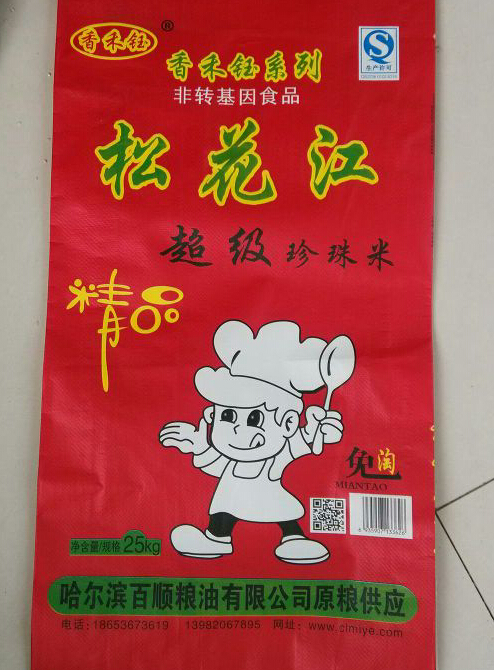 香禾钰®
香禾钰系列
生产许可
非转基因食品
松花江
超级珍珠米
精品
免淘
MIANTAO
净含量/规格 25kg
哈尔滨百顺粮油有限公司原粮供应
电话：18653673619 13982067895 网址：www.cimiye.com